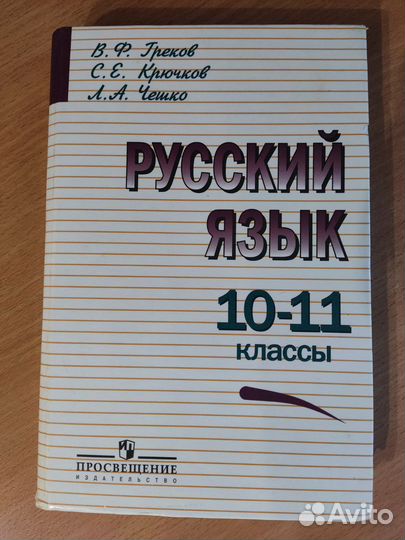 В. Ф. Греков
С. Е. Крючков
Л. А. Чешко
РУССКИЙ
ЯЗЫК
10-11
КЛАССЫ
ПРОСВЕЩЕНИЕ
ИЗДАТЕЛЬСТВО
Avito